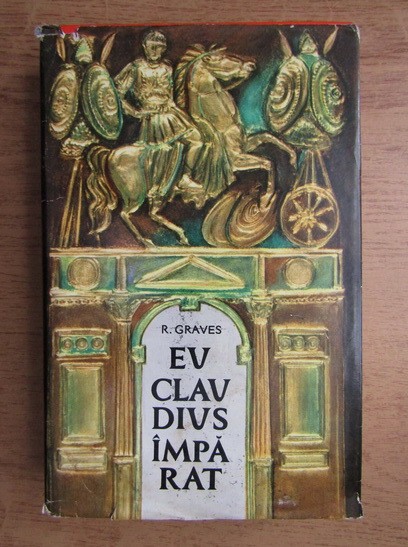 R. GRAVES
EV
CLAV
DIVS
ÎMPĂ
RAT